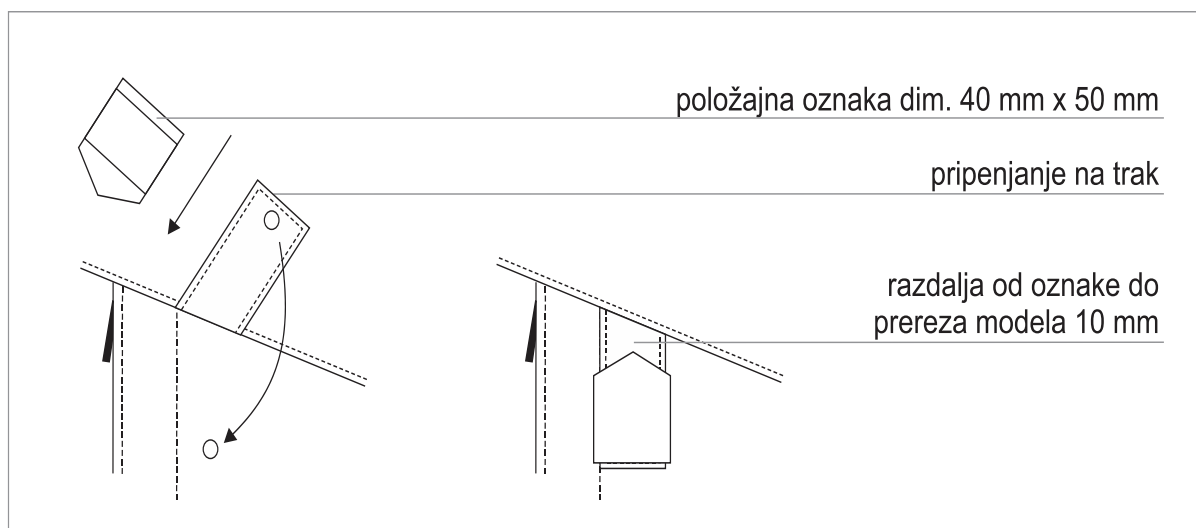 položajna oznaka dim. 40 mm x 50 mm
pripenjanje na trak
razdalja od oznake do
prereza modela 10 mm